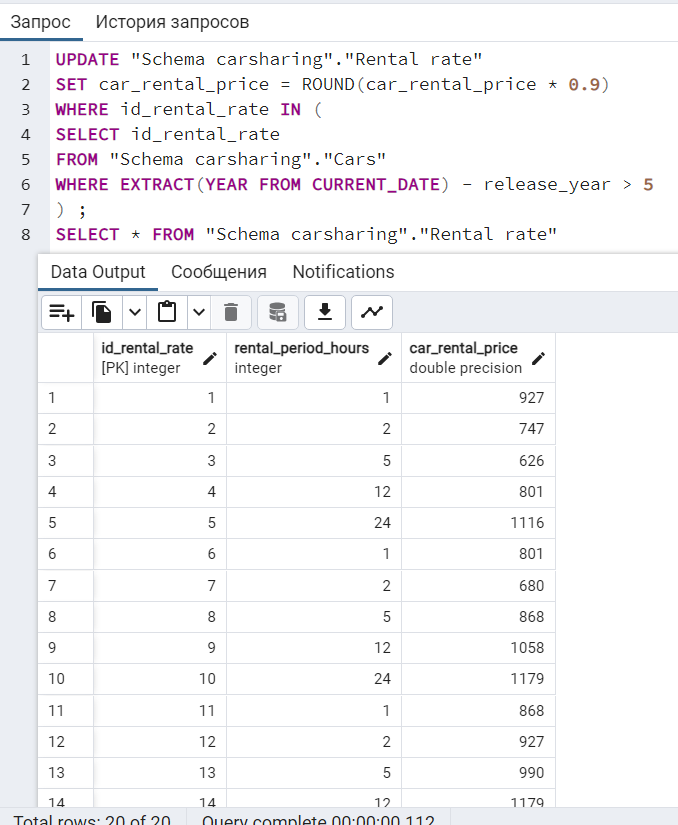 Запрос История запросов
1 UPDATE "Schema carsharing"."Rental rate"
2 SET car_rental_price = ROUND(car_rental_price * 0.9)
3 WHERE id_rental_rate IN (
4 SELECT id_rental_rate
5 FROM "Schema carsharing"."Cars"
6 WHERE EXTRACT(YEAR FROM CURRENT_DATE) - release_year > 5
7 ) ;
8 SELECT * FROM "Schema carsharing"."Rental rate"
Data Output Сообщения Notifications
id_rental_rate rental_period_hours car_rental_price
[PK] integer integer double precision
1 1 1 927
2 2 2 747
3 3 5 626
4 4 12 801
5 5 24 1116
6 6 1 801
7 7 2 680
8 8 5 868
9 9 12 1058
10 10 24 1179
11 11 1 868
12 12 2 927
13 13 5 990
14 14 12 1179
Total rows: 20 of 20 Query complete 00:00:00.112